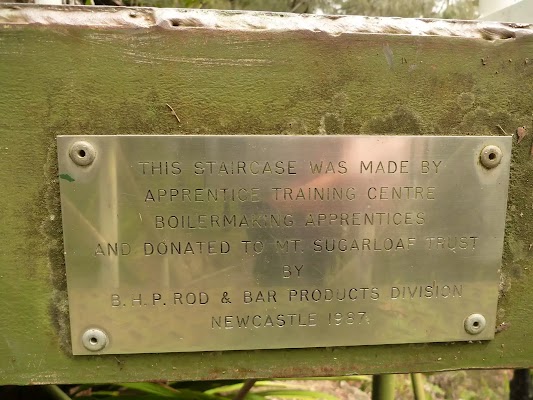 THIS STAIRCASE WAS MADE BY
APPRENTICE TRAINING CENTRE
BOILERMAKING APPRENTICES
AND DONATED TO MT. SUGARLOAF TRUST
BY
B.H.P. ROD & BAR PRODUCTS DIVISION
NEWCASTLE 1987.